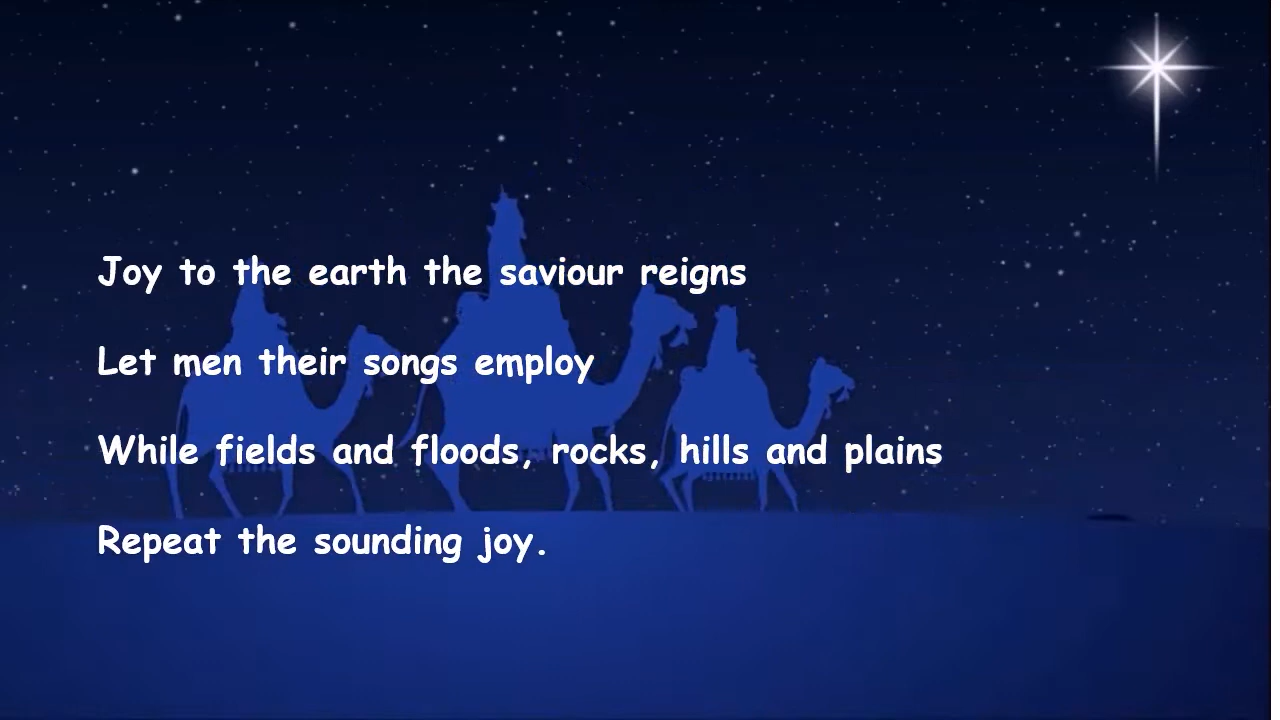 Joy to the earth the saviour reigns
Let men their songs employ
While fields and floods, rocks, hills and plains
Repeat the sounding joy.